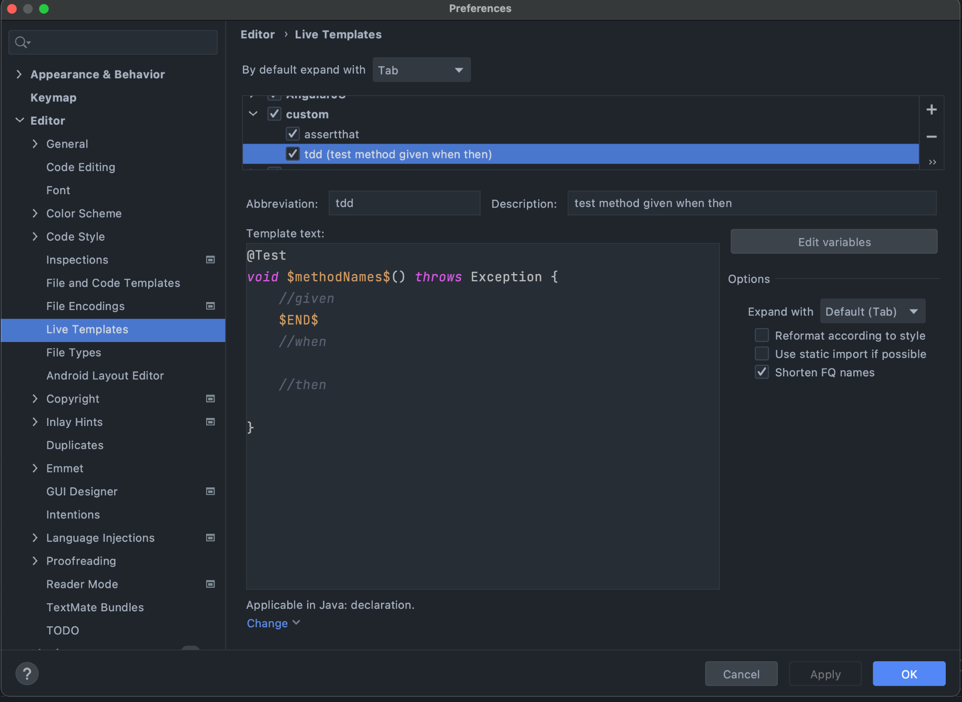 Preferences
Editor › Live Templates
By default expand with Tab
AngularJS
custom
assertthat
tdd (test method given when then)
Abbreviation: tdd Description: test method given when then
Template text:
@Test
void $methodNames$() throws Exception {
//given
$END$
//when
//then
}
Edit variables
Options
Expand with Default (Tab)
Reformat according to style
Use static import if possible
Shorten FQ names
Applicable in Java: declaration.
Change
Appearance & Behavior
Keymap
Editor
General
Code Editing
Font
Color Scheme
Code Style
Inspections
File and Code Templates
File Encodings
Live Templates
File Types
Android Layout Editor
Copyright
Inlay Hints
Duplicates
Emmet
GUI Designer
Intentions
Language Injections
Proofreading
Reader Mode
TextMate Bundles
TODO
?
Cancel
Apply
OK